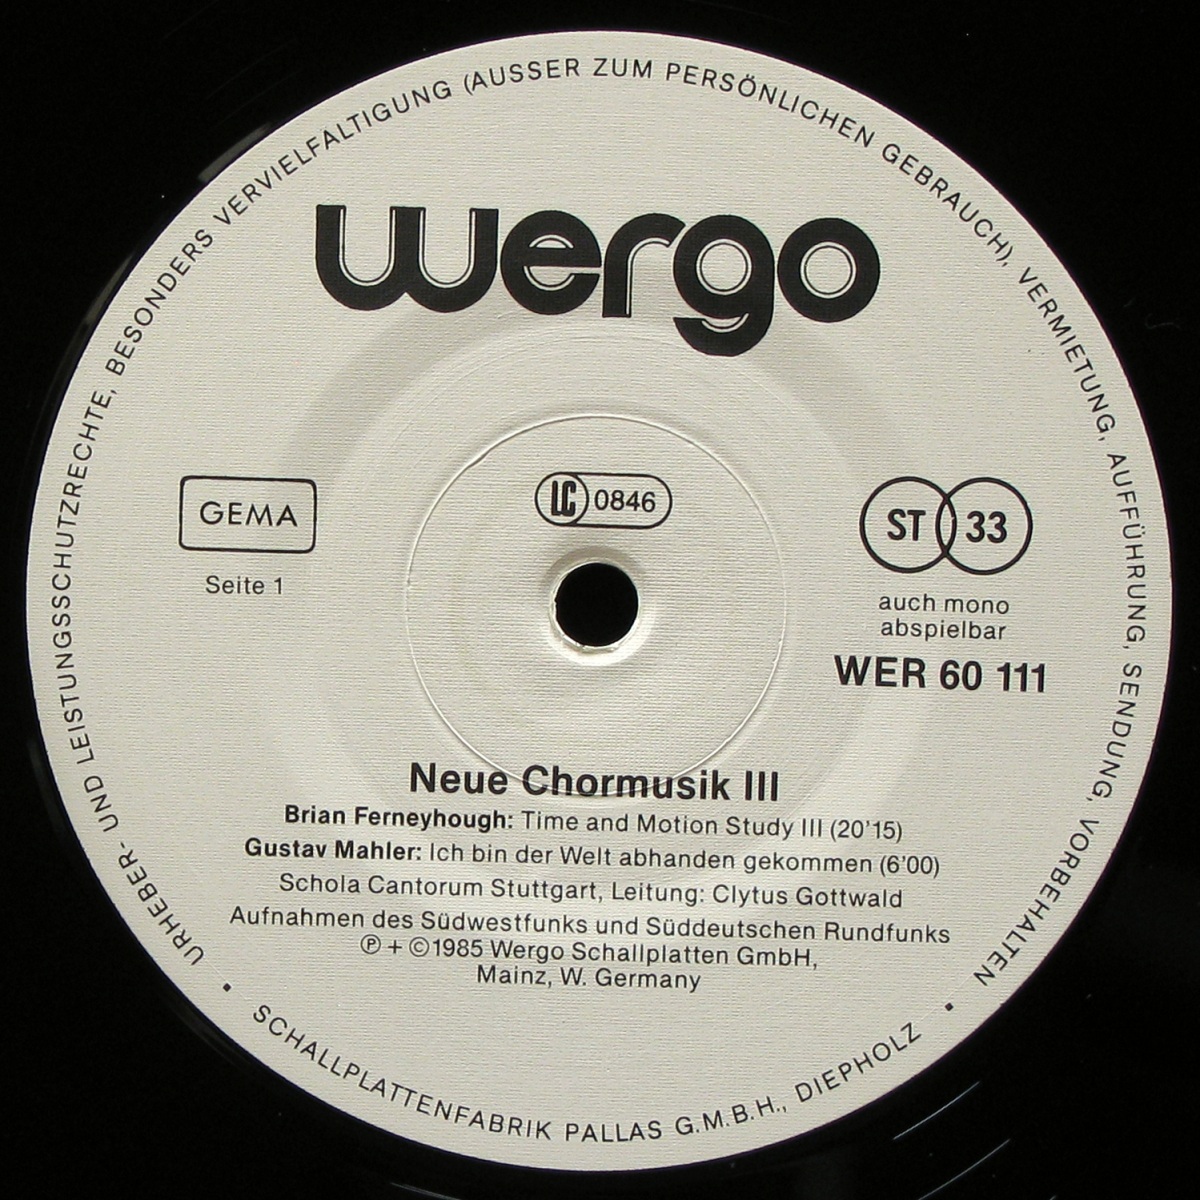 URHEBER- UND LEISTUNGSSCHUTZRECHTE, BESONDERS VERVIELFALTIGUNG (AUSSER ZUM PERSÖNLICHEN GEBRAUCH), VERMIETUNG, AUFFÜHRUNG, SENDUNG, VORBEHALTEN
wergo
GEMA
LC 0846
ST 33
Seite 1
auch mono
abspielbar
WER 60 111
Neue Chormusik III
Brian Ferneyhough: Time and Motion Study III (20'15)
Gustav Mahler: Ich bin der Welt abhanden gekommen (6'00)
Schola Cantorum Stuttgart, Leitung: Clytus Gottwald
Aufnahmen des Südwestfunks und Süddeutschen Rundfunks
℗ + ©1985 Wergo Schallplatten GmbH,
Mainz, W. Germany
• SCHALLPLATTENFABRIK PALLAS G.M.B.H., DIEPHOLZ •